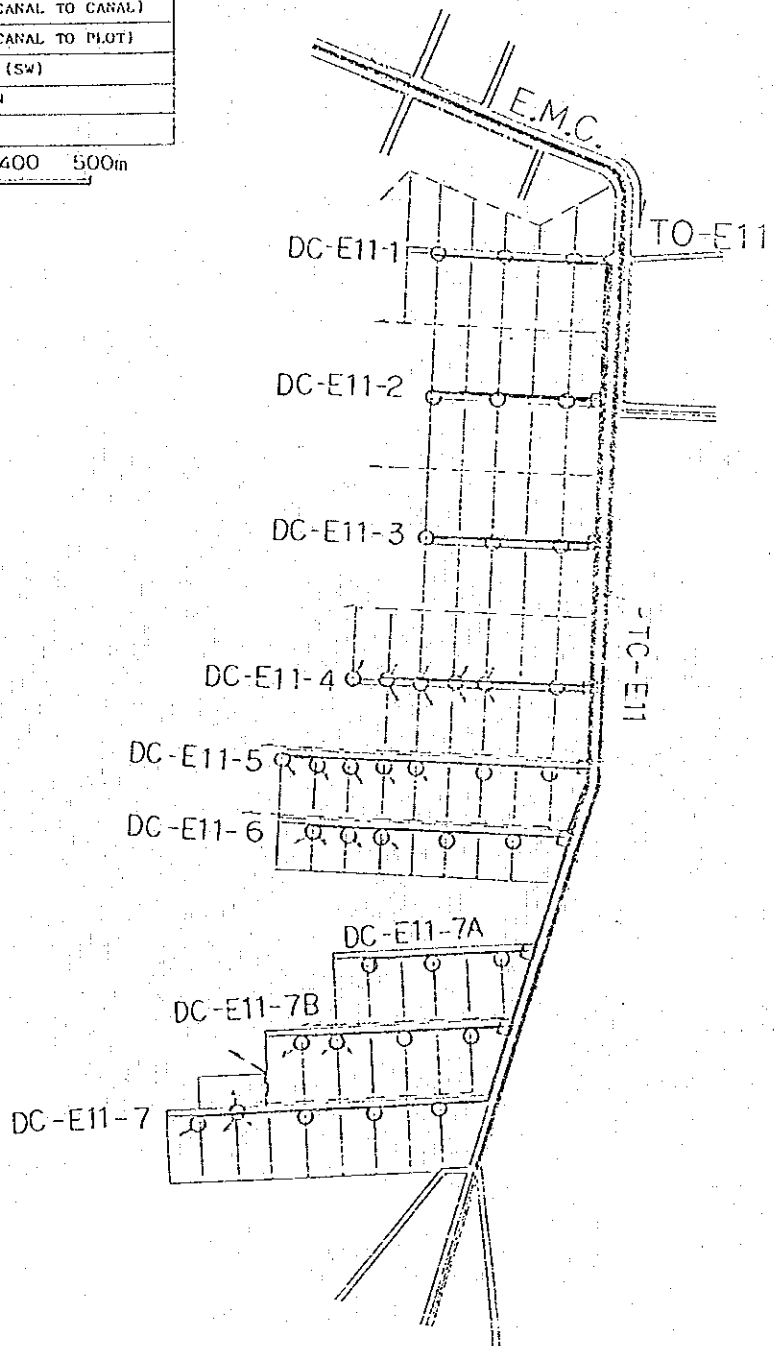 CANAL TO CANAL)
CANAL TO PLOT)
(SW)
400 500m
E.M.C.
TO-E11
DC-E11-1
DC-E11-2
DC-E11-3
TC-E11
DC-E11-4
DC-E11-5
DC-E11-6
DC-E11-7A
DC-E11-7B
DC-E11-7